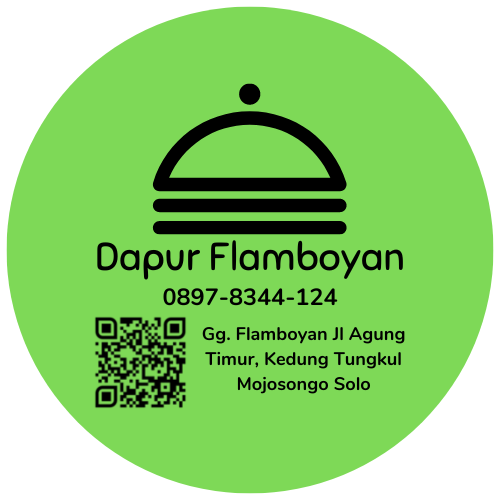 Dapur Flamboyan
0897-8344-124
Gg. Flamboyan Jl Agung
Timur, Kedung Tungkul
Mojosongo Solo